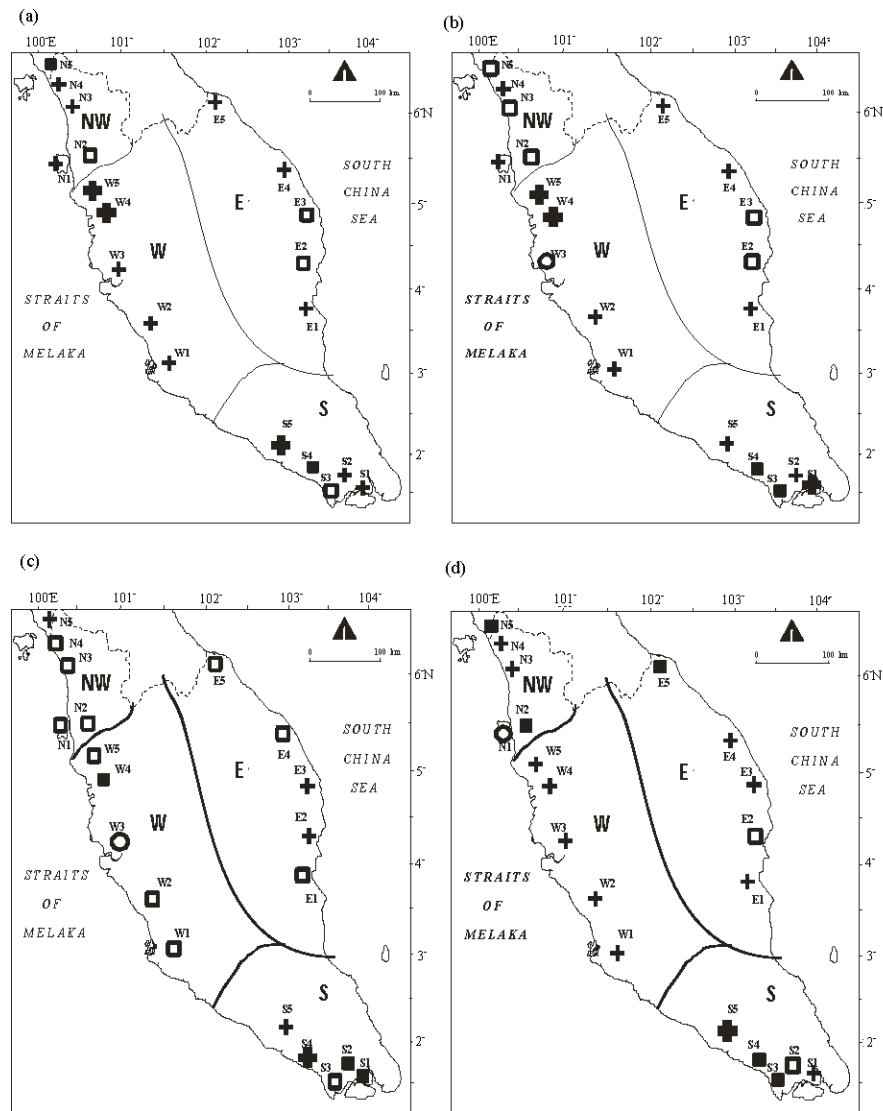 (a)
100°E 101° 102° 103° 104°
N5
N4
N3
0 100 km
6°N
NW
N2
N1
E5
SOUTH
CHINA
SEA
E4
W5
W4
E
E3
5°
E2
W3
W
STRAITS
OF
MELAKA
4°
W2
E1
W1
3°
S
S5
S4
S2
S1
S3
2°
(b)
100°E 101° 102° 103° 104°
N5
N4
N3
0 100 km
6°N
NW
N2
N1
E5
SOUTH
CHINA
SEA
E4
W5
W4
E
E3
5°
E2
W3
W
STRAITS
OF
MELAKA
4°
W2
E1
W1
3°
S
S5
S4
S2
S1
S3
2°
(c)
100°E 101° 102° 103° 104°
N5
N4
N3
0 100 km
6°N
NW
N2
N1
E5
SOUTH
CHINA
SEA
E4
W5
W4
E
E3
5°
E2
W3
W
STRAITS
OF
MELAKA
4°
W2
E1
W1
3°
S
S5
S4
S2
S1
S3
2°
(d)
100°E 101° 102° 103° 104°
N5
N4
N3
0 100 km
6°N
NW
N2
N1
E5
SOUTH
CHINA
SEA
E4
W5
W4
E
E3
5°
E2
W3
W
STRAITS
OF
MELAKA
4°
W2
E1
W1
3°
S
S5
S4
S2
S1
S3
2°